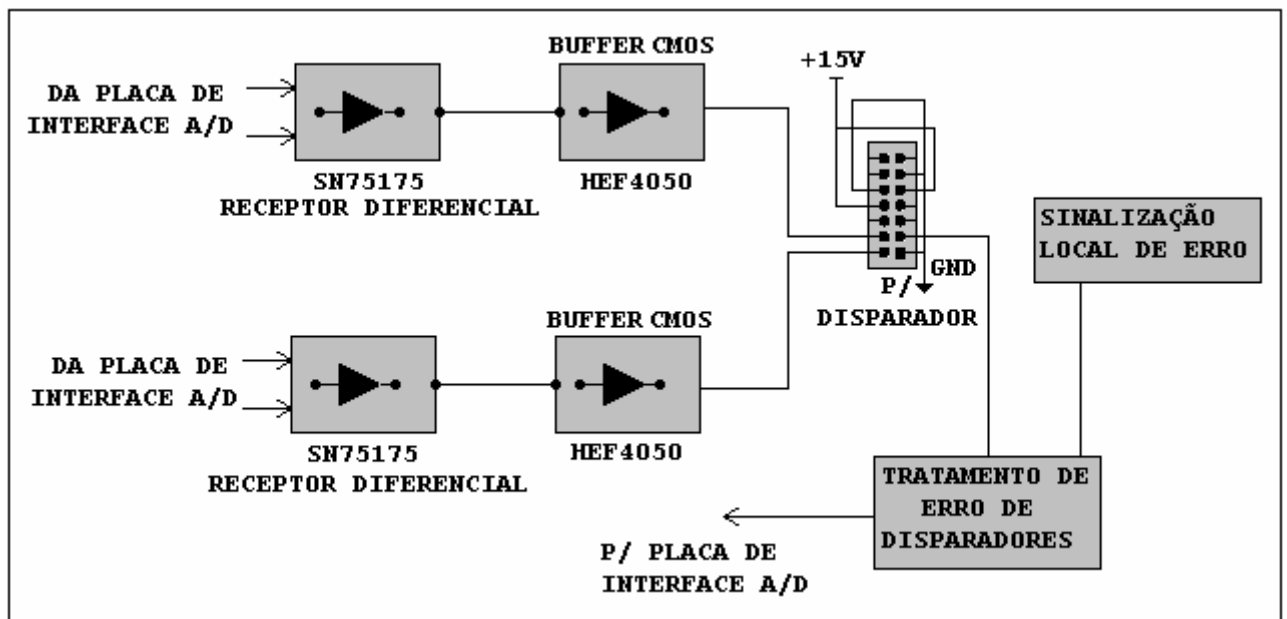 BUFFER CMOS
+15V
DA PLACA DE
INTERFACE A/D
SN75175
RECEPTOR DIFERENCIAL
HEF4050
SINALIZAÇÃO
LOCAL DE ERRO
GND
P/
DISPARADOR
BUFFER CMOS
DA PLACA DE
INTERFACE A/D
SN75175
RECEPTOR DIFERENCIAL
HEF4050
TRATAMENTO DE
ERRO DE
DISPARADORES
P/ PLACA DE
INTERFACE A/D